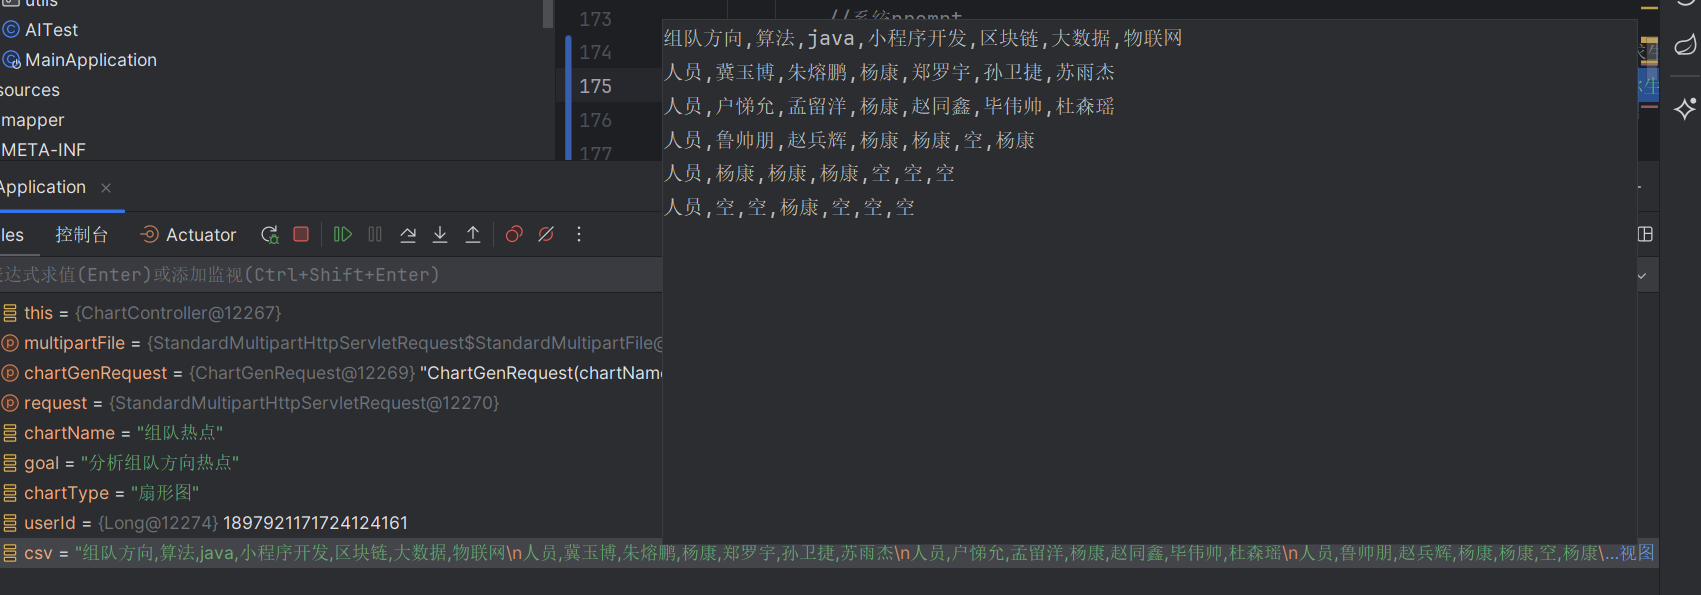 utils
AITest
MainApplication
sources
mapper
META-INF
173
174
175
176
177
//系统prompt
组队方向,算法,java,小程序开发,区块链,大数据,物联网
人员,冀玉博,朱熔鹏,杨康,郑罗宇,孙卫捷,苏雨杰
人员,户悌允,孟留洋,杨康,赵同鑫,毕伟帅,杜森瑶
人员,鲁帅朋,赵兵辉,杨康,杨康,空,杨康
人员,杨康,杨康,杨康,空,空,空
人员,空,空,杨康,空,空,空
Application
les 控制台 Actuator
表达式求值(Enter)或添加监视(Ctrl+Shift+Enter)
this = {ChartController@12267}
multipartFile = {StandardMultipartHttpServletRequest$StandardMultipartFile@
chartGenRequest = {ChartGenRequest@12269} "ChartGenRequest(chartName
request = {StandardMultipartHttpServletRequest@12270}
chartName = "组队热点"
goal = "分析组队方向热点"
chartType = "扇形图"
userId = {Long@12274} 1897921171724124161
csv = "组队方向,算法,java,小程序开发,区块链,大数据,物联网\n人员,冀玉博,朱熔鹏,杨康,郑罗宇,孙卫捷,苏雨杰\n人员,户悌允,孟留洋,杨康,赵同鑫,毕伟帅,杜森瑶\n人员,鲁帅朋,赵兵辉,杨康,杨康,空,杨康\...视图